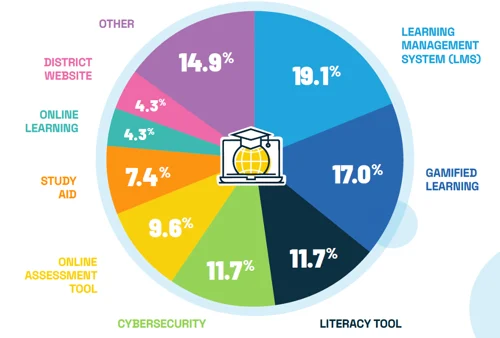 OTHER
14.9%
LEARNING
MANAGEMENT
SYSTEM (LMS)
19.1%
DISTRICT
WEBSITE
4.3%
ONLINE
LEARNING
4.3%
GAMIFIED
LEARNING
17.0%
STUDY
AID
7.4%
9.6%
ONLINE
ASSESSMENT
TOOL
11.7%
CYBERSECURITY
11.7%
LITERACY TOOL